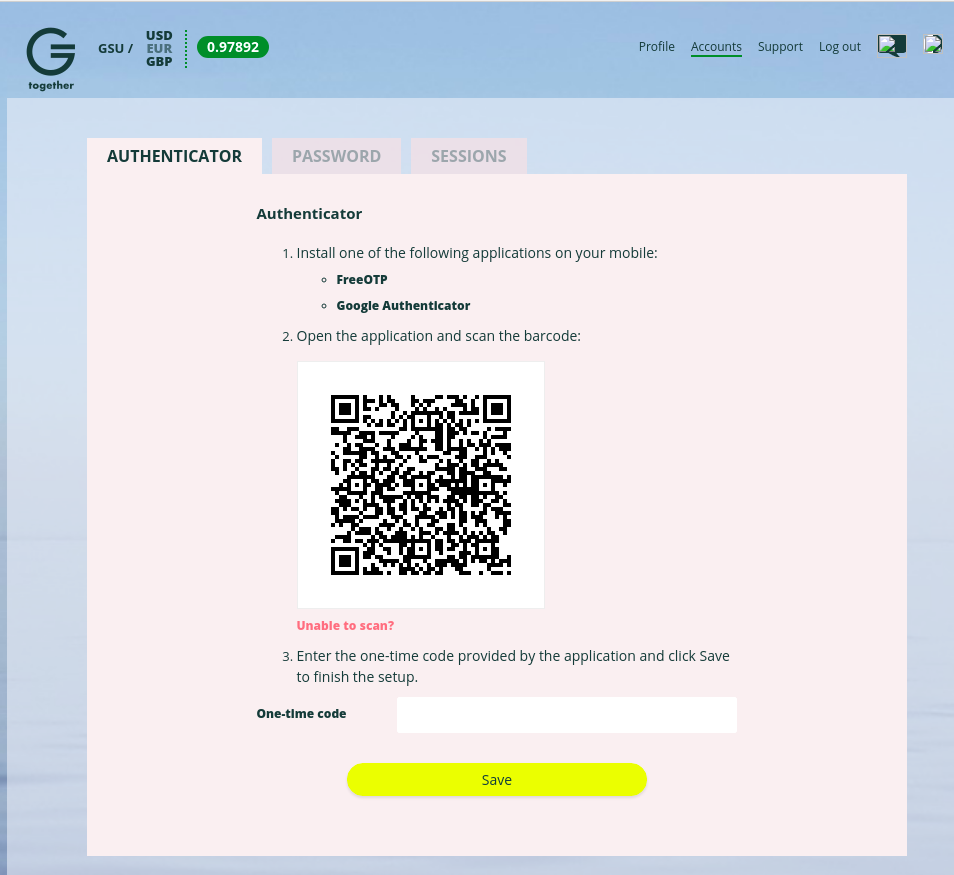 together
GSU /
USD
EUR
GBP
0.97892
Profile Accounts Support Log out
AUTHENTICATOR PASSWORD SESSIONS
Authenticator
1. Install one of the following applications on your mobile:
FreeOTP
Google Authenticator
2. Open the application and scan the barcode:
Unable to scan?
3. Enter the one-time code provided by the application and click Save
to finish the setup.
One-time code
Save